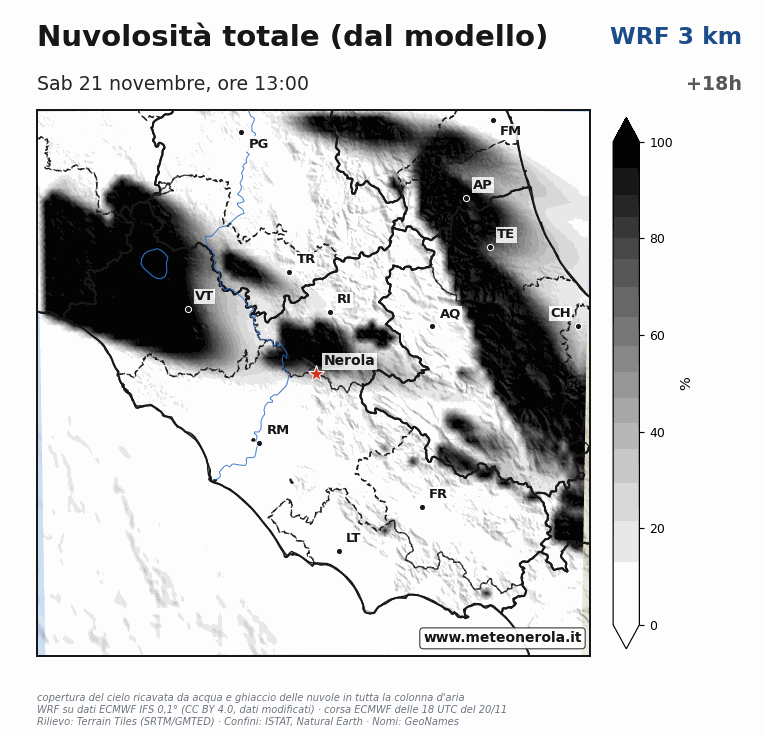 Nuvolosità totale (dal modello)
WRF 3 km
Sab 21 novembre, ore 13:00
+18h
FM
PG
AP
TE
TR
VT
RI
AQ
CH
Nerola
RM
FR
LT
www.meteonerola.it
100
80
60
40
20
0
%
copertura del cielo ricavata da acqua e ghiaccio delle nuvole in tutta la colonna d'aria
WRF su dati ECMWF IFS 0,1° (CC BY 4.0, dati modificati) · corsa ECMWF delle 18 UTC del 20/11
Rilievo: Terrain Tiles (SRTM/GMTED) · Confini: ISTAT, Natural Earth · Nomi: GeoNames